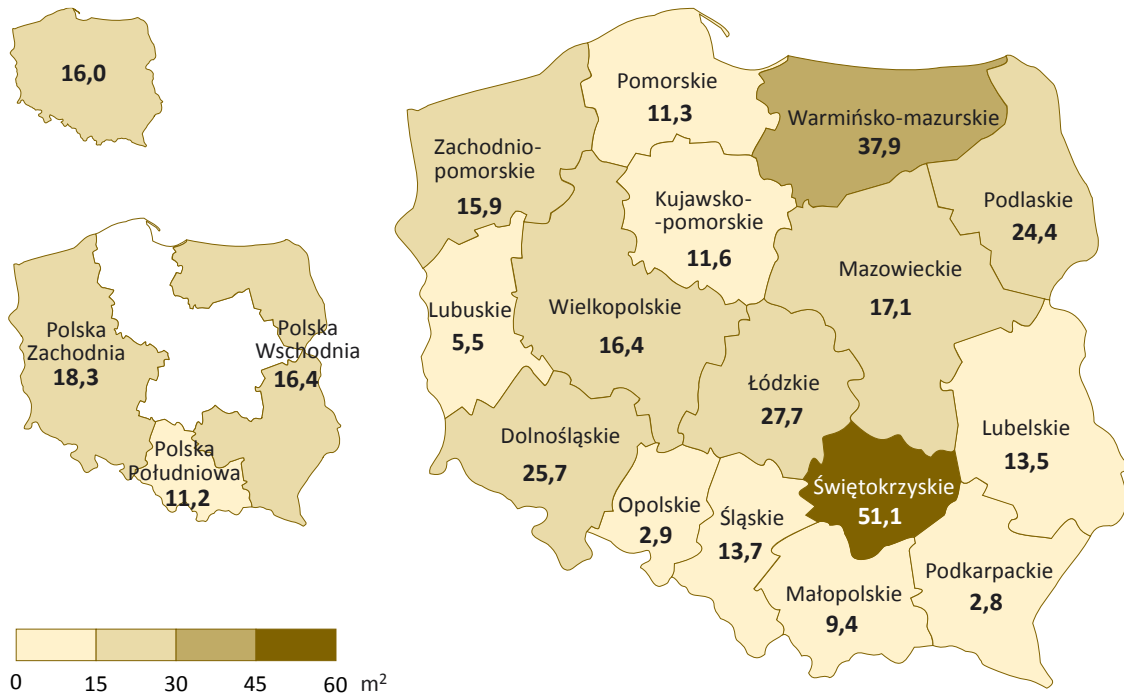 16,0
Pomorskie
11,3
Warmińsko-mazurskie
37,9
Zachodnio-
pomorskie
15,9
Kujawsko-
-pomorskie
11,6
Podlaskie
24,4
Mazowieckie
17,1
Lubuskie
5,5
Wielkopolskie
16,4
Łódzkie
27,7
Dolnośląskie
25,7
Lubelskie
13,5
Świętokrzyskie
51,1
Opolskie
2,9
Śląskie
13,7
Małopolskie
9,4
Podkarpackie
2,8
Polska
Zachodnia
18,3
Polska
Wschodnia
16,4
Polska
Południowa
11,2
0 15 30 45 60 m²